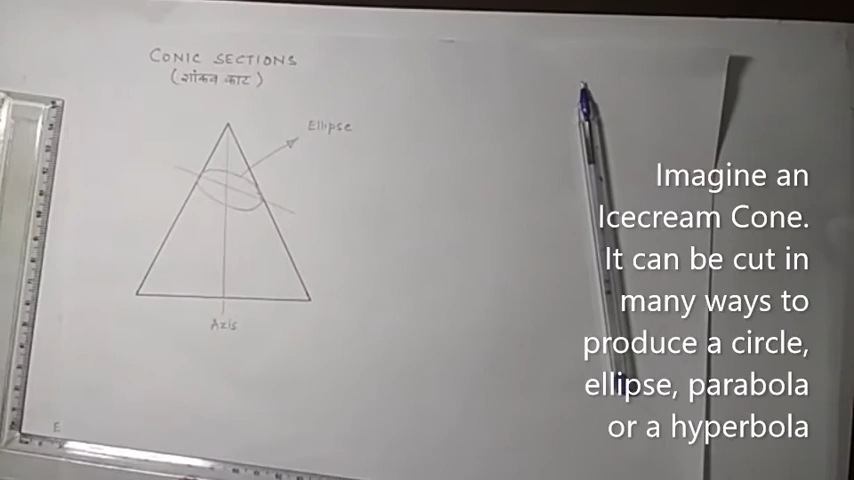 CONIC SECTIONS
(शांकव काट)
Ellipse
Axis
E
Imagine an
Icecream Cone.
It can be cut in
many ways to
produce a circle,
ellipse, parabola
or a hyperbola